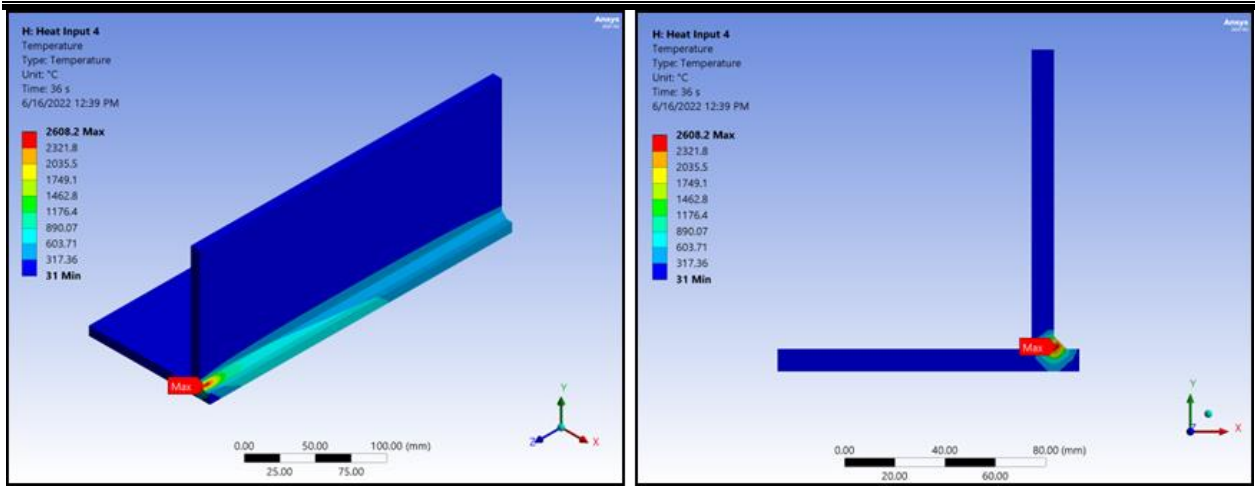 Ansys
H: Heat Input 4
Temperature
Type: Temperature
Unit: °C
Time: 36 s
6/16/2022 12:39 PM
2608.2 Max
2321.8
2035.5
1749.1
1462.8
1176.4
890.07
603.71
317.36
31 Min
Max
Y
Z
X
0.00 50.00 100.00 (mm)
25.00 75.00
Ansys
H: Heat Input 4
Temperature
Type: Temperature
Unit: °C
Time: 36 s
6/16/2022 12:39 PM
2608.2 Max
2321.8
2035.5
1749.1
1462.8
1176.4
890.07
603.71
317.36
31 Min
Max
Y
Z
X
0.00 40.00 80.00 (mm)
20.00 60.00